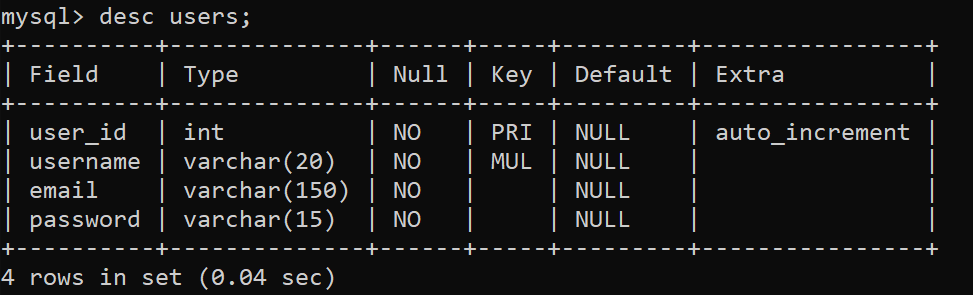 mysql> desc users;
+----------+--------------+------+-----+---------+----------------+
| Field    | Type         | Null | Key | Default | Extra          |
+----------+--------------+------+-----+---------+----------------+
| user_id  | int          | NO   | PRI | NULL    | auto_increment |
| username | varchar(20)  | NO   | MUL | NULL    |                |
| email    | varchar(150) | NO   |     | NULL    |                |
| password | varchar(15)  | NO   |     | NULL    |                |
+----------+--------------+------+-----+---------+----------------+
4 rows in set (0.04 sec)